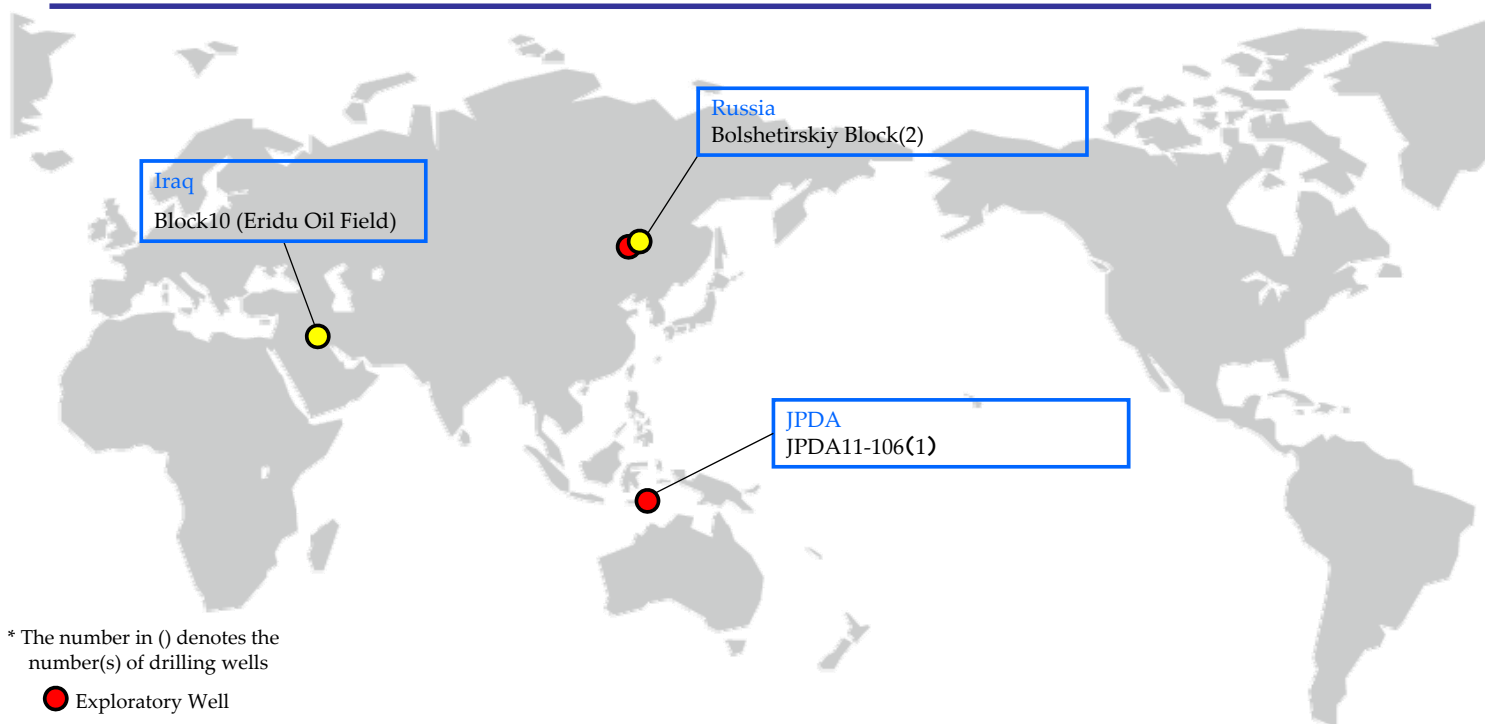 Russia
Bolshetirskiy Block(2)
Iraq
Block10 (Eridu Oil Field)
JPDA
JPDA11-106(1)
* The number in () denotes the
number(s) of drilling wells
Exploratory Well